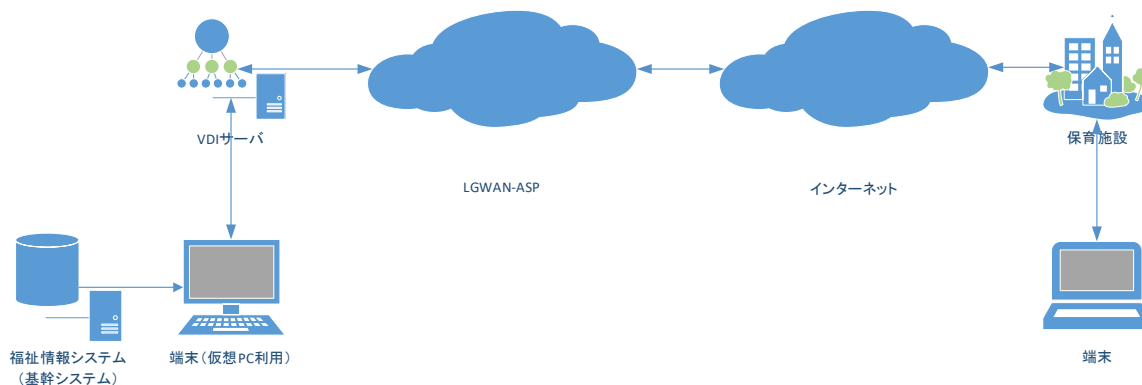 VDIサーバ
保育施設
LGWAN-ASP
インターネット
福祉情報システム
（基幹システム）
端末（仮想PC利用）
端末